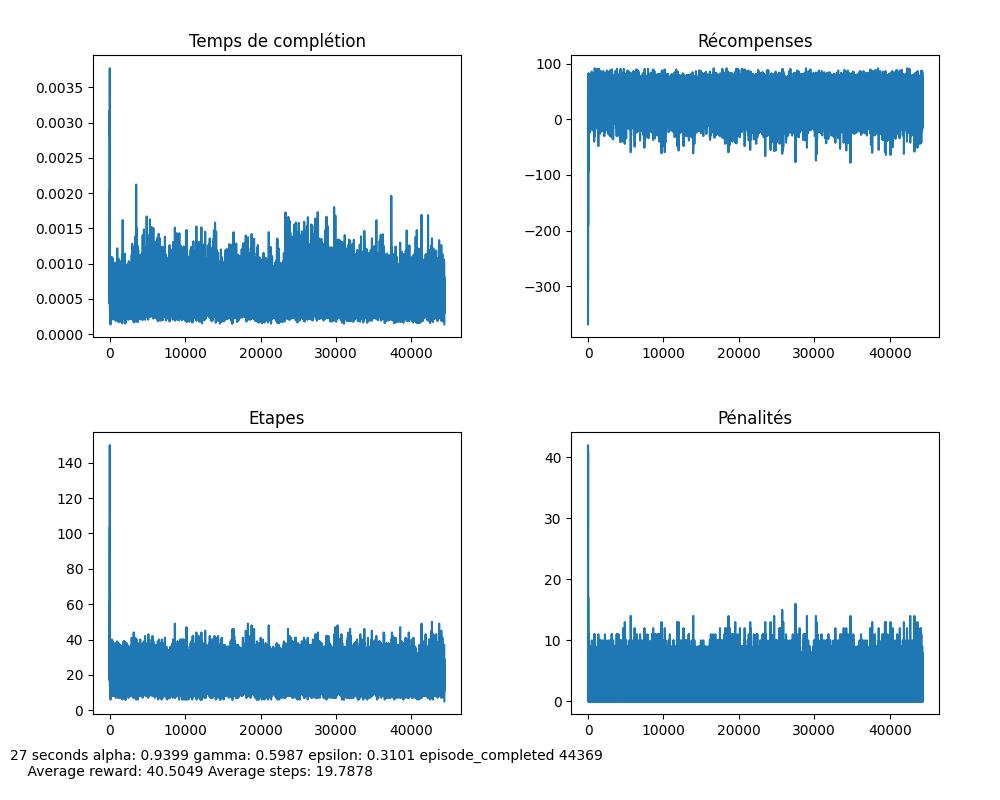 Temps de complétion
0.0035
0.0030
0.0025
0.0020
0.0015
0.0010
0.0005
0.0000
0 10000 20000 30000 40000
Récompenses
100
0
−100
−200
−300
0 10000 20000 30000 40000
Etapes
140
120
100
80
60
40
20
0
0 10000 20000 30000 40000
Pénalités
40
30
20
10
0
0 10000 20000 30000 40000
27 seconds alpha: 0.9399 gamma: 0.5987 epsilon: 0.3101 episode_completed 44369
Average reward: 40.5049 Average steps: 19.7878